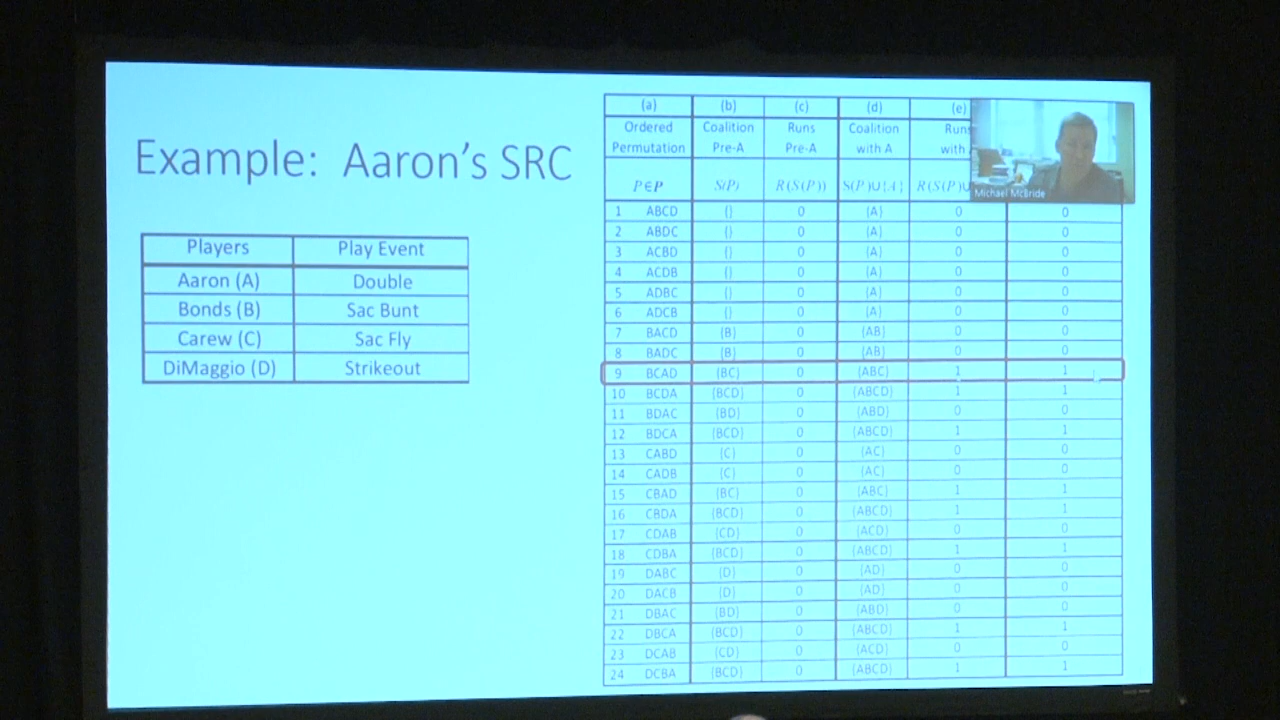 Example: Aaron's SRC
Players Play Event
Aaron (A) Double
Bonds (B) Sac Bunt
Carew (C) Sac Fly
DiMaggio (D) Strikeout
(a) (b) (c) (d) (e)
Ordered Coalition Runs Coalition Runs
Permutation Pre-A Pre-A with A with
P∈P S(P) R(S(P)) S(P)∪{A} R(S(P)∪
Michael McBride
1 ABCD {} 0 {A} 0 0
2 ABDC {} 0 {A} 0 0
3 ACBD {} 0 {A} 0 0
4 ACDB {} 0 {A} 0 0
5 ADBC {} 0 {A} 0 0
6 ADCB {} 0 {A} 0 0
7 BACD {B} 0 {AB} 0 0
8 BADC {B} 0 {AB} 0 0
9 BCAD {BC} 0 {ABC} 1 1
10 BCDA {BCD} 0 {ABCD} 1 1
11 BDAC {BD} 0 {ABD} 0 0
12 BDCA {BCD} 0 {ABCD} 1 1
13 CABD {C} 0 {AC} 0 0
14 CADB {C} 0 {AC} 0 0
15 CBAD {BC} 0 {ABC} 1 1
16 CBDA {BCD} 0 {ABCD} 1 1
17 CDAB {CD} 0 {ACD} 0 0
18 CDBA {BCD} 0 {ABCD} 1 1
19 DABC {D} 0 {AD} 0 0
20 DACB {D} 0 {AD} 0 0
21 DBAC {BD} 0 {ABD} 0 0
22 DBCA {BCD} 0 {ABCD} 1 1
23 DCAB {CD} 0 {ACD} 0 0
24 DCBA {BCD} 0 {ABCD} 1 1